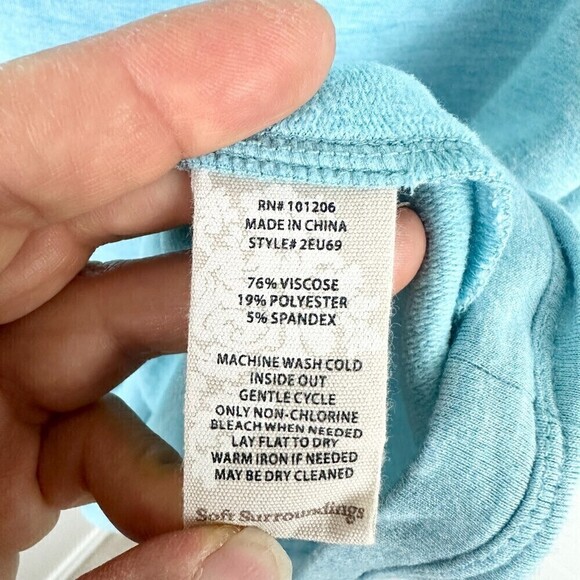 RN# 101206
MADE IN CHINA
STYLE# 2EU69
76% VISCOSE
19% POLYESTER
5% SPANDEX
MACHINE WASH COLD
INSIDE OUT
GENTLE CYCLE
ONLY NON-CHLORINE
BLEACH WHEN NEEDED
LAY FLAT TO DRY
WARM IRON IF NEEDED
MAY BE DRY CLEANED
Soft Surroundings